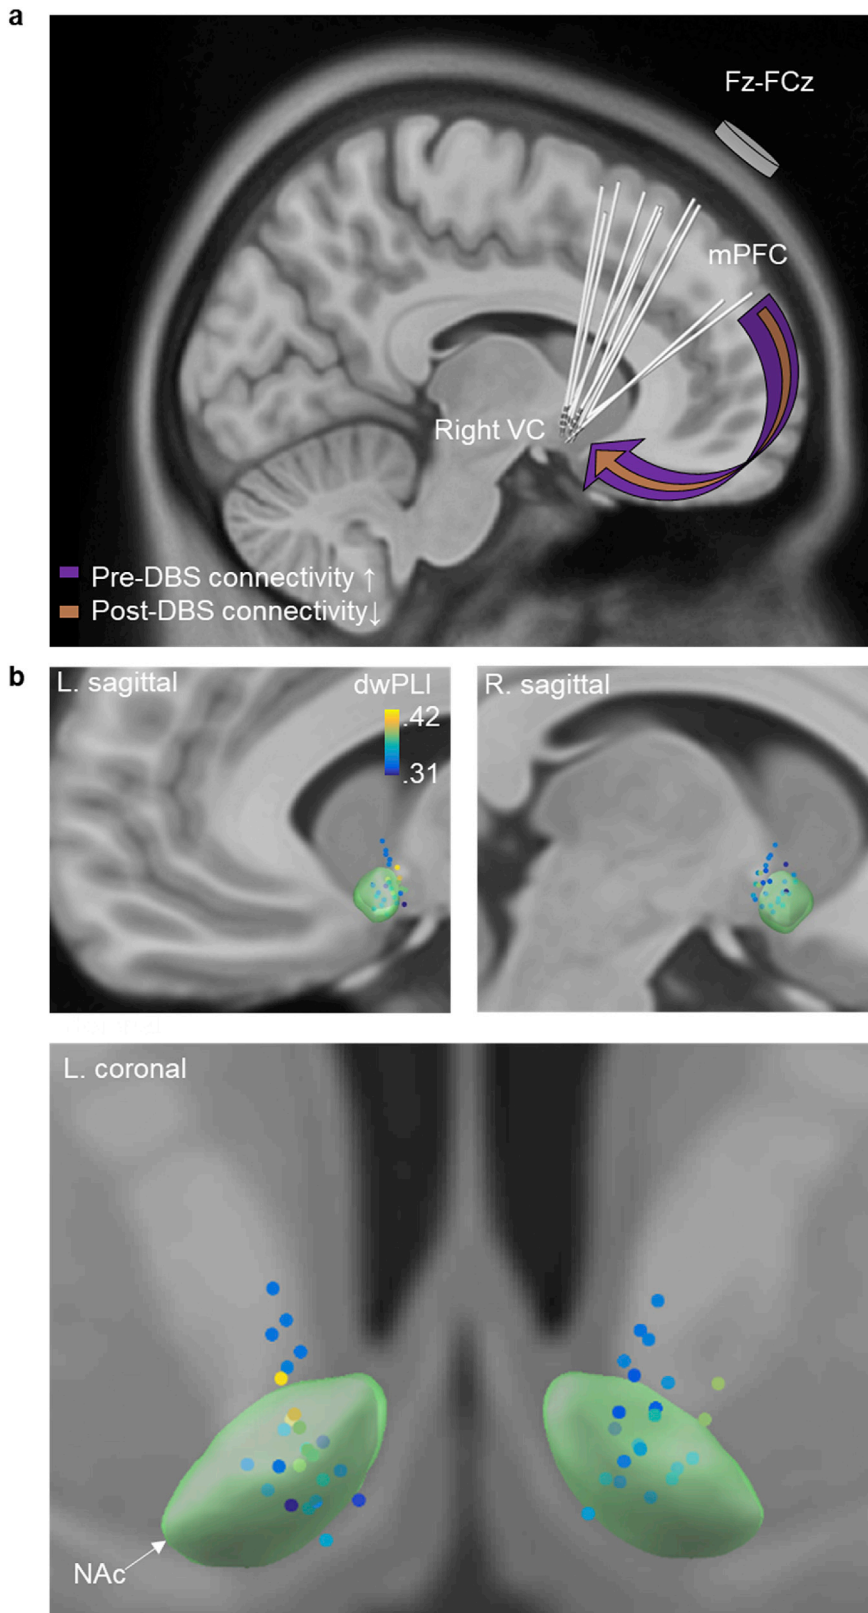 a
Fz-FCz
mPFC
Right VC
Pre-DBS connectivity ↑
Post-DBS connectivity↓
b
L. sagittal
dwPLI
.42
.31
R. sagittal
L. coronal
NAc